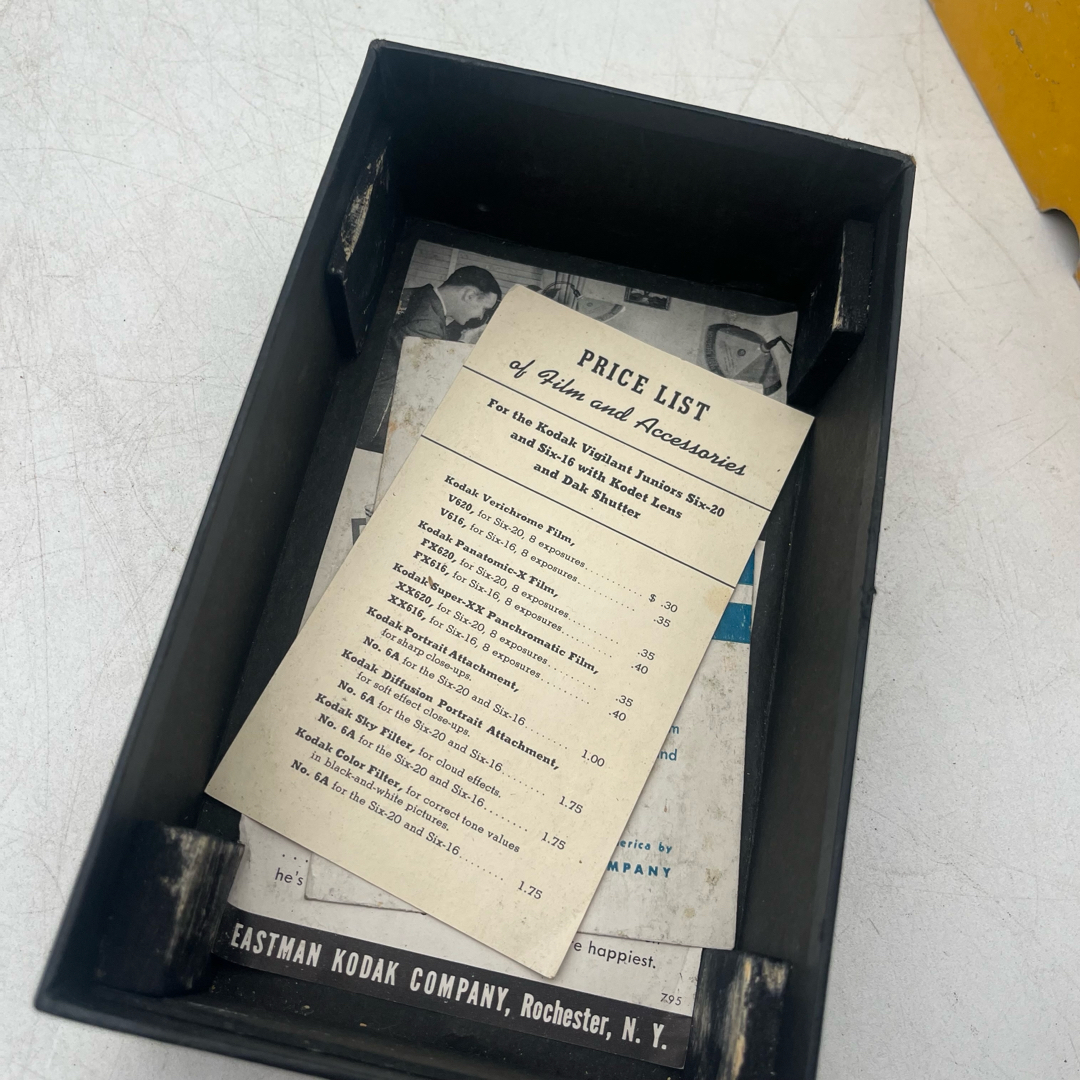 PRICE LIST
of Film and Accessories
For the Kodak Vigilant Juniors Six-20
and Six-16 with Kodet Lens
and Dak Shutter
Kodak Verichrome Film,
V620, for Six-20, 8 exposures.......... $ .30
V616, for Six-16, 8 exposures.......... .35
Kodak Panatomic-X Film,
FX620, for Six-20, 8 exposures........ .35
FX616, for Six-16, 8 exposures........ .40
Kodak Super-XX Panchromatic Film,
XX620, for Six-20, 8 exposures........ .35
XX616, for Six-16, 8 exposures........ .40
Kodak Portrait Attachment,
for sharp close-ups.
No. 6A for the Six-20 and Six-16........ 1.00
Kodak Diffusion Portrait Attachment,
for soft effect close-ups.
No. 6A for the Six-20 and Six-16........ 1.75
Kodak Sky Filter, for cloud effects.
No. 6A for the Six-20 and Six-16........ 1.75
Kodak Color Filter, for correct tone values
in black-and-white pictures.
No. 6A for the Six-20 and Six-16........ 1.75
nd
erica by
MPANY
he's
e happiest.
795
EASTMAN KODAK COMPANY, Rochester, N. Y.